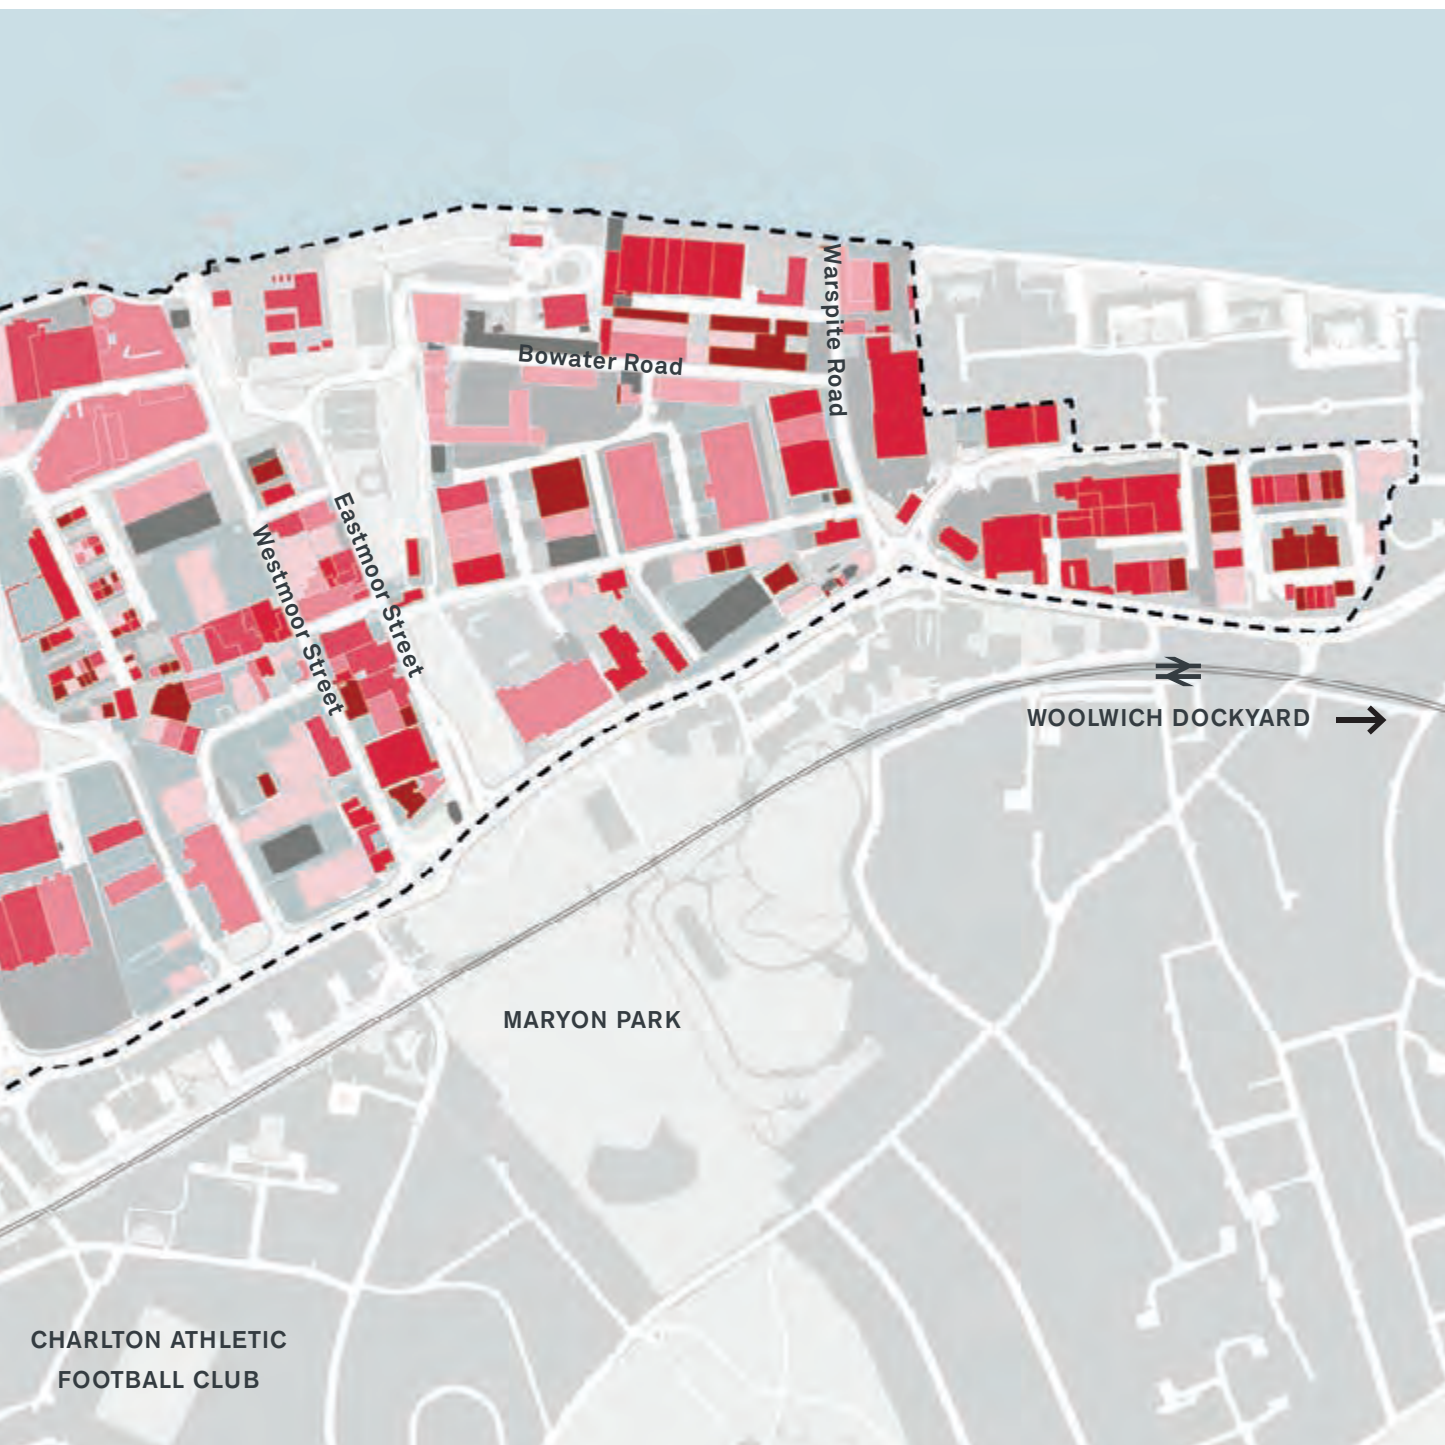 Warspite Road
Bowater Road
Eastmoor Street
Westmoor Street
WOOLWICH DOCKYARD
MARYON PARK
CHARLTON ATHLETIC
FOOTBALL CLUB